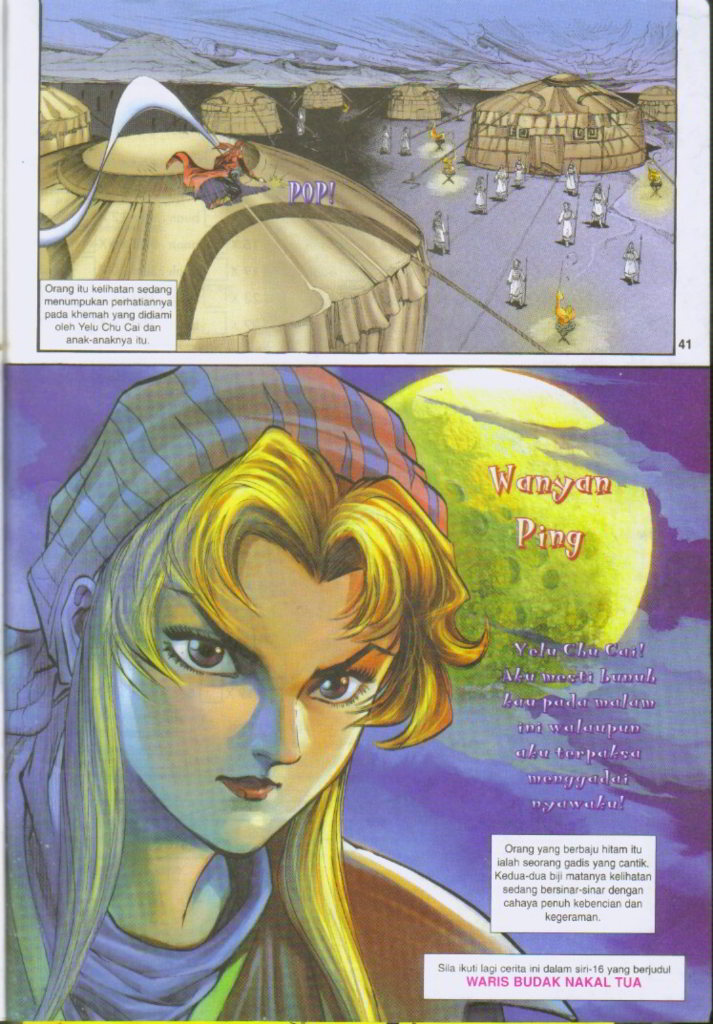 POP!
Orang itu kelihatan sedang
menumpukan perhatiannya
pada khemah yang didiami
oleh Yelu Chu Cai dan
anak-anaknya itu.
41
Wanyan
Ping
Yelu Chu Cai!
Aku mesti bunuh
kau pada malam
ini walaupun
aku terpaksa
menggadai
nyawaku!
Orang yang berbaju hitam itu
ialah seorang gadis yang cantik.
Kedua-dua biji matanya kelihatan
sedang bersinar-sinar dengan
cahaya penuh kebencian dan
kegeraman.
Sila ikuti lagi cerita ini dalam siri-16 yang berjudul
WARIS BUDAK NAKAL TUA